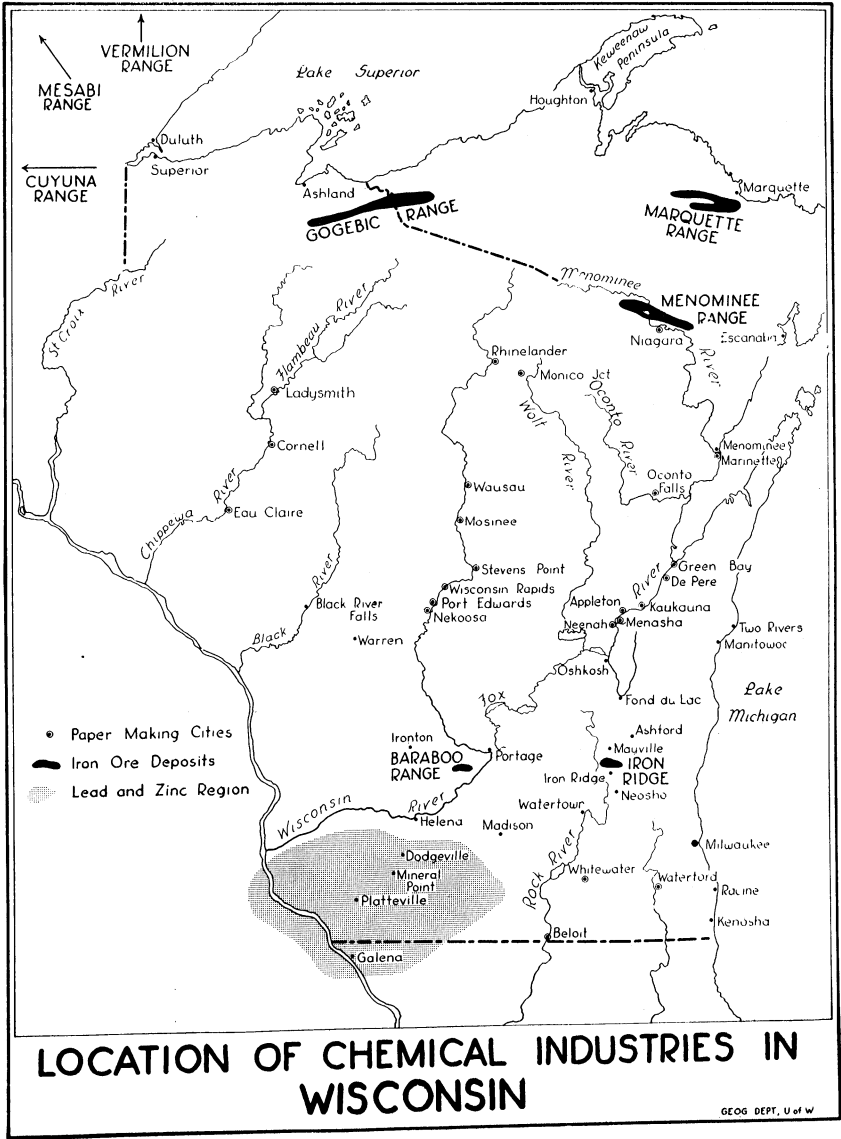 VERMILION
RANGE
MESABI
RANGE
Lake Superior
Keweenaw
Peninsula
Houghton
Duluth
Superior
CUYUNA
RANGE
Ashland
Marquette
GOGEBIC RANGE
MARQUETTE
RANGE
St Croix River
Menominee
River
MENOMINEE
RANGE
Niagara
Flambeau River
Rhinelander
Monico Jct
Ladysmith
Wolf
River
Oconto
River
Cornell
Menominee
Marinette
Oconto
Falls
Wausau
Chippewa River
Eau Claire
Mosinee
Stevens Point
Green Bay
De Pere
River
Wisconsin Rapids
Port Edwards
Nekoosa
Appleton
Kaukauna
Neenah
Menasha
Black River
Black River
Falls
Warren
Two Rivers
Manitowoc
Oshkosh
Fox
Fond du Lac
Lake
Michigan
Paper Making Cities
Iron Ore Deposits
Lead and Zinc Region
Ironton
BARABOO
RANGE
Portage
Ashford
Mauville
IRON
RIDGE
Iron Ridge
Neosho
Wisconsin River
Helena
Watertown
Madison
Milwaukee
Dodgeville
Mineral
Point
Platteville
Rock River
Whitewater
Waterford
Racine
Kenosha
Beloit
Galena
LOCATION OF CHEMICAL INDUSTRIES IN
WISCONSIN
GEOG DEPT, U of W